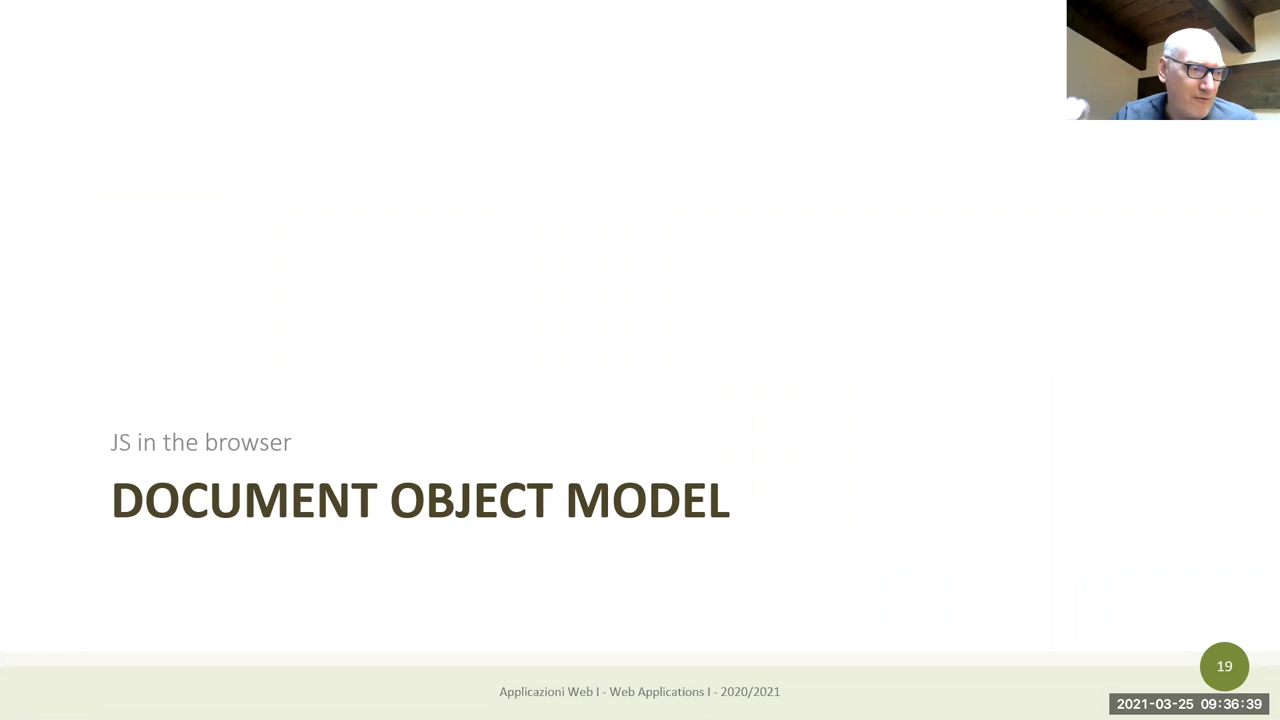 JS in the browser
DOCUMENT OBJECT MODEL
19
Applicazioni Web I - Web Applications I - 2020/2021
2021-03-25 09:36:39